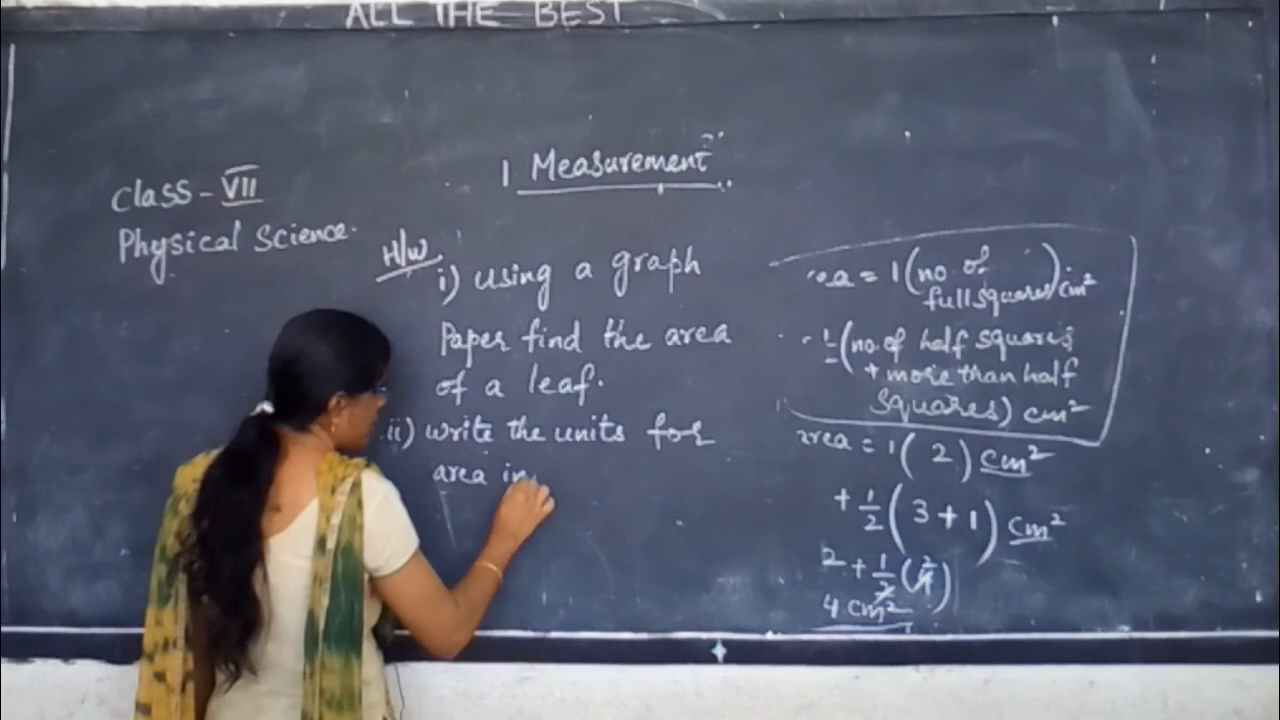 ALL THE BEST
1 Measurement
Class - VII
Physical Science.
H/W
i) using a graph
Paper find the area
of a leaf.
ii) write the units for
area in
a = 1 (no. of
full squares) cm²
1/2 (no. of half squares
+ more than half
squares) cm²
area = 1 ( 2 ) cm²
+ 1/2 ( 3 + 1 ) cm²
2 + 1/2 (4) 2
4 cm²